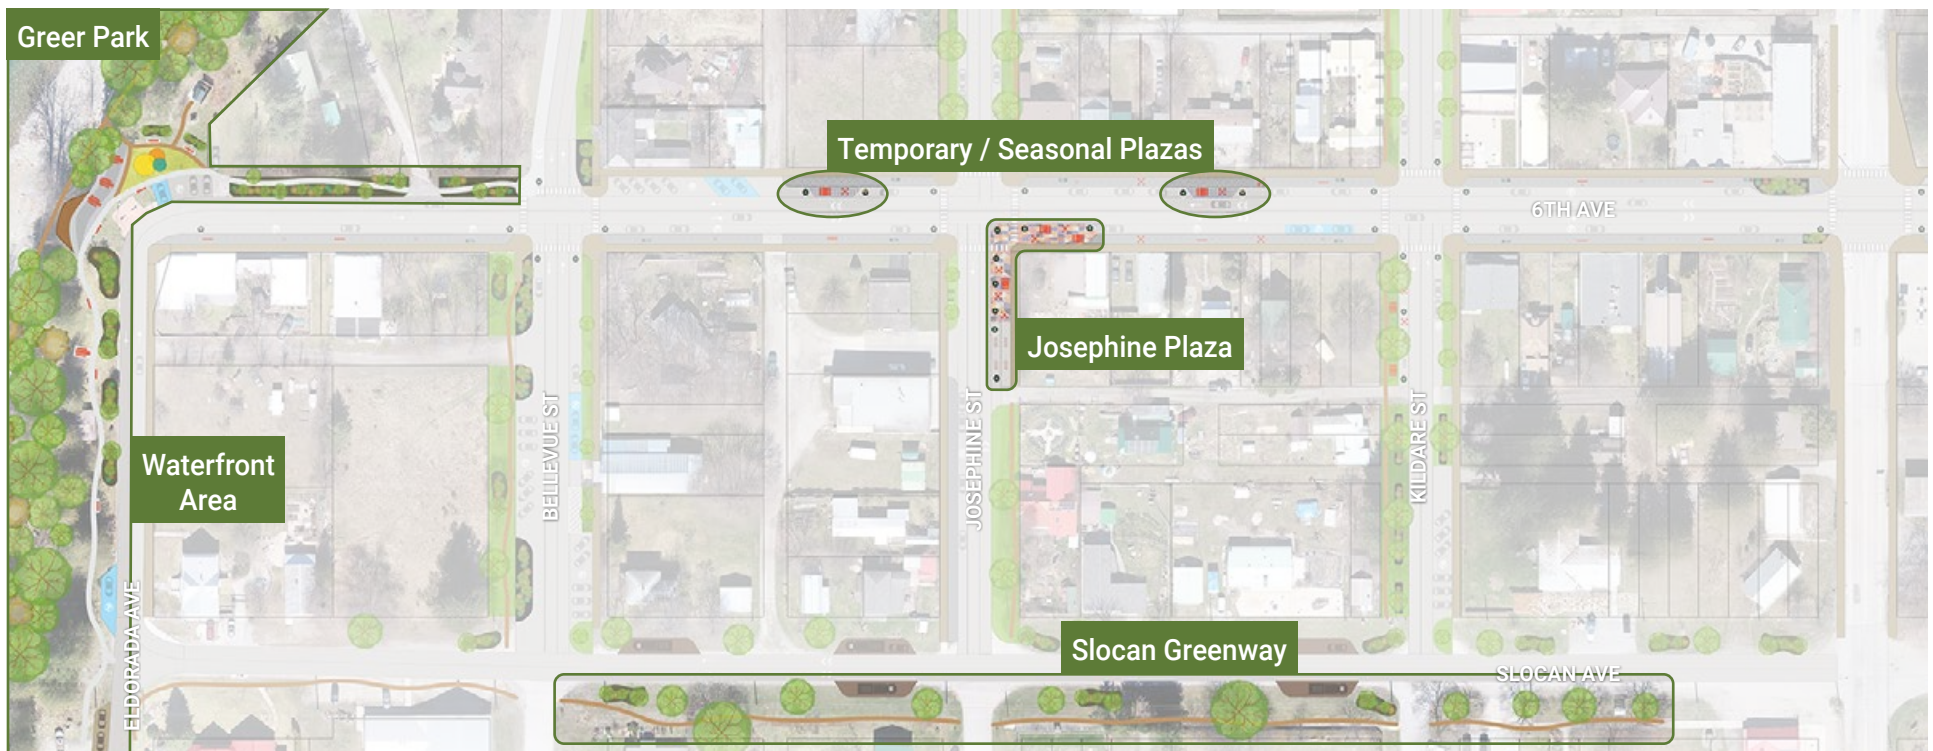 Greer Park
Temporary / Seasonal Plazas
6TH AVE
Josephine Plaza
Waterfront
Area
BELLEVUE ST
JOSEPHINE ST
KILDARE ST
ELDORADA AVE
Slocan Greenway
SLOCAN AVE